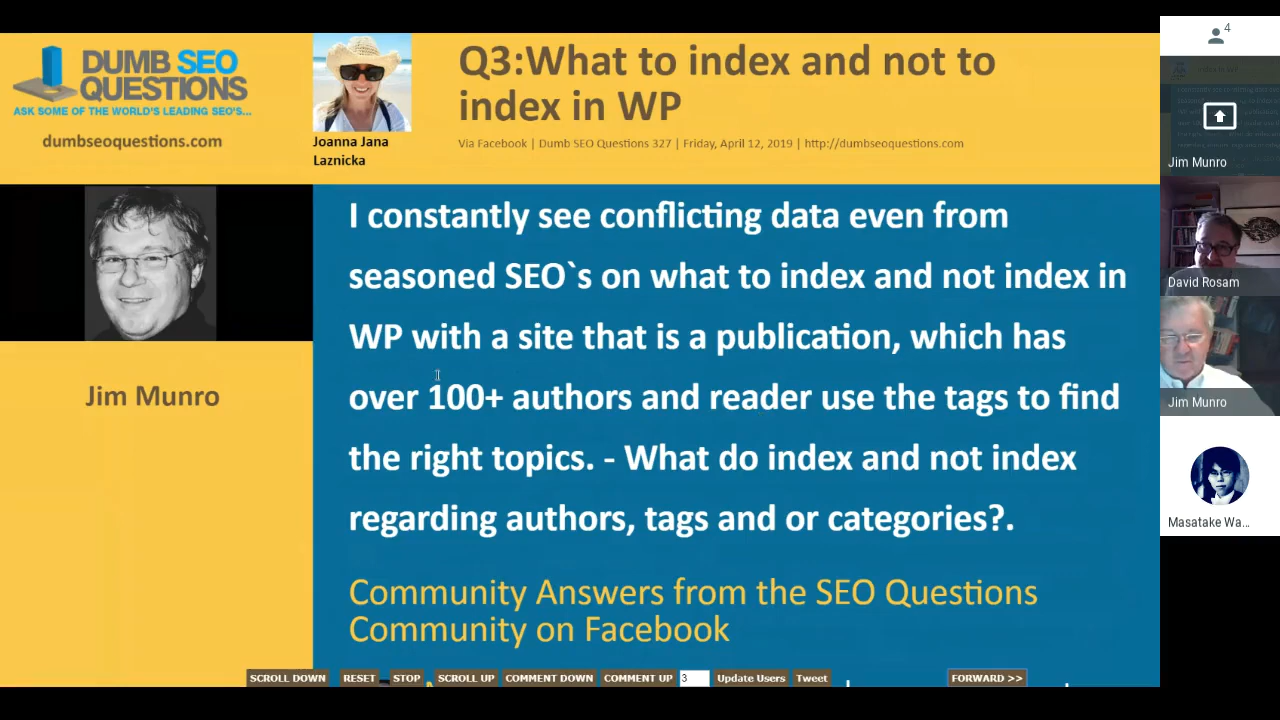 DUMB SEO
QUESTIONS
ASK SOME OF THE WORLD'S LEADING SEO'S...
dumbseoquestions.com
Joanna Jana
Laznicka
Q3:What to index and not to
index in WP
Via Facebook | Dumb SEO Questions 327 | Friday, April 12, 2019 | http://dumbseoquestions.com
Jim Munro
I constantly see conflicting data even from
seasoned SEO`s on what to index and not index in
WP with a site that is a publication, which has
over 100+ authors and reader use the tags to find
the right topics. - What do index and not index
regarding authors, tags and or categories?.
Community Answers from the SEO Questions
Community on Facebook
SCROLL DOWN RESET STOP SCROLL UP COMMENT DOWN COMMENT UP 3 Update Users Tweet FORWARD >>
4
Jim Munro
David Rosam
Jim Munro
Masatake Wa...